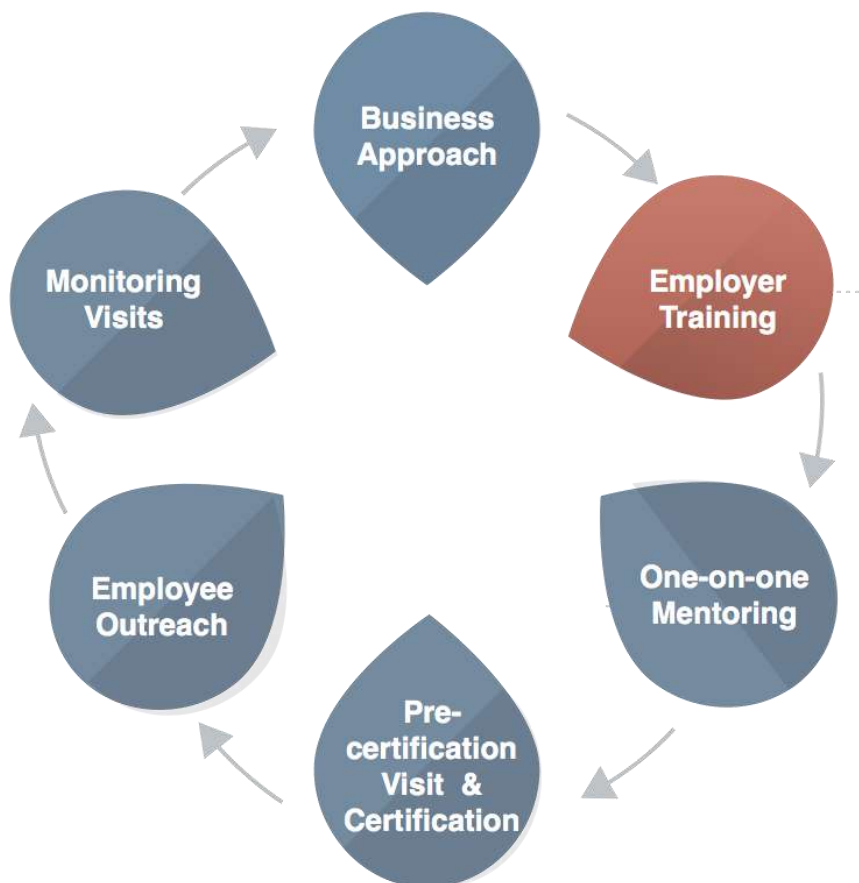 Business
Approach
Employer
Training
One-on-one
Mentoring
Pre-
certification
Visit &
Certification
Employee
Outreach
Monitoring
Visits